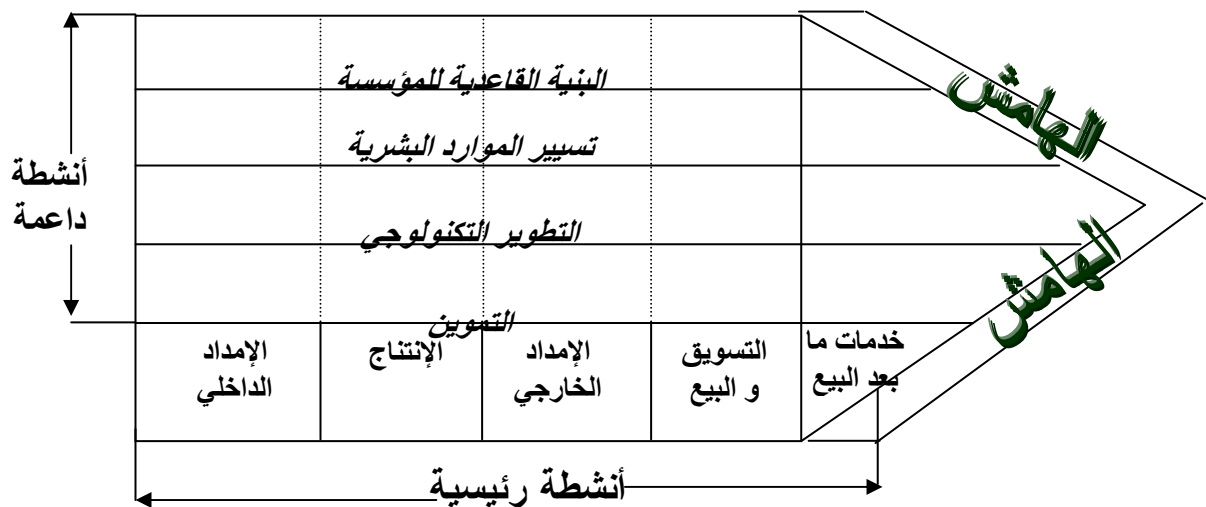 البنية القاعدية للمؤسسة
تسيير الموارد البشرية
التطوير التكنولوجي
التموين
أنشطة
داعمة
الهامش
الهامش
الإمداد
الداخلي
الإنتناج
الإمداد
الخارجي
التسويق
و البيع
خدمات ما
بعد البيع
أنشطة رئيسية